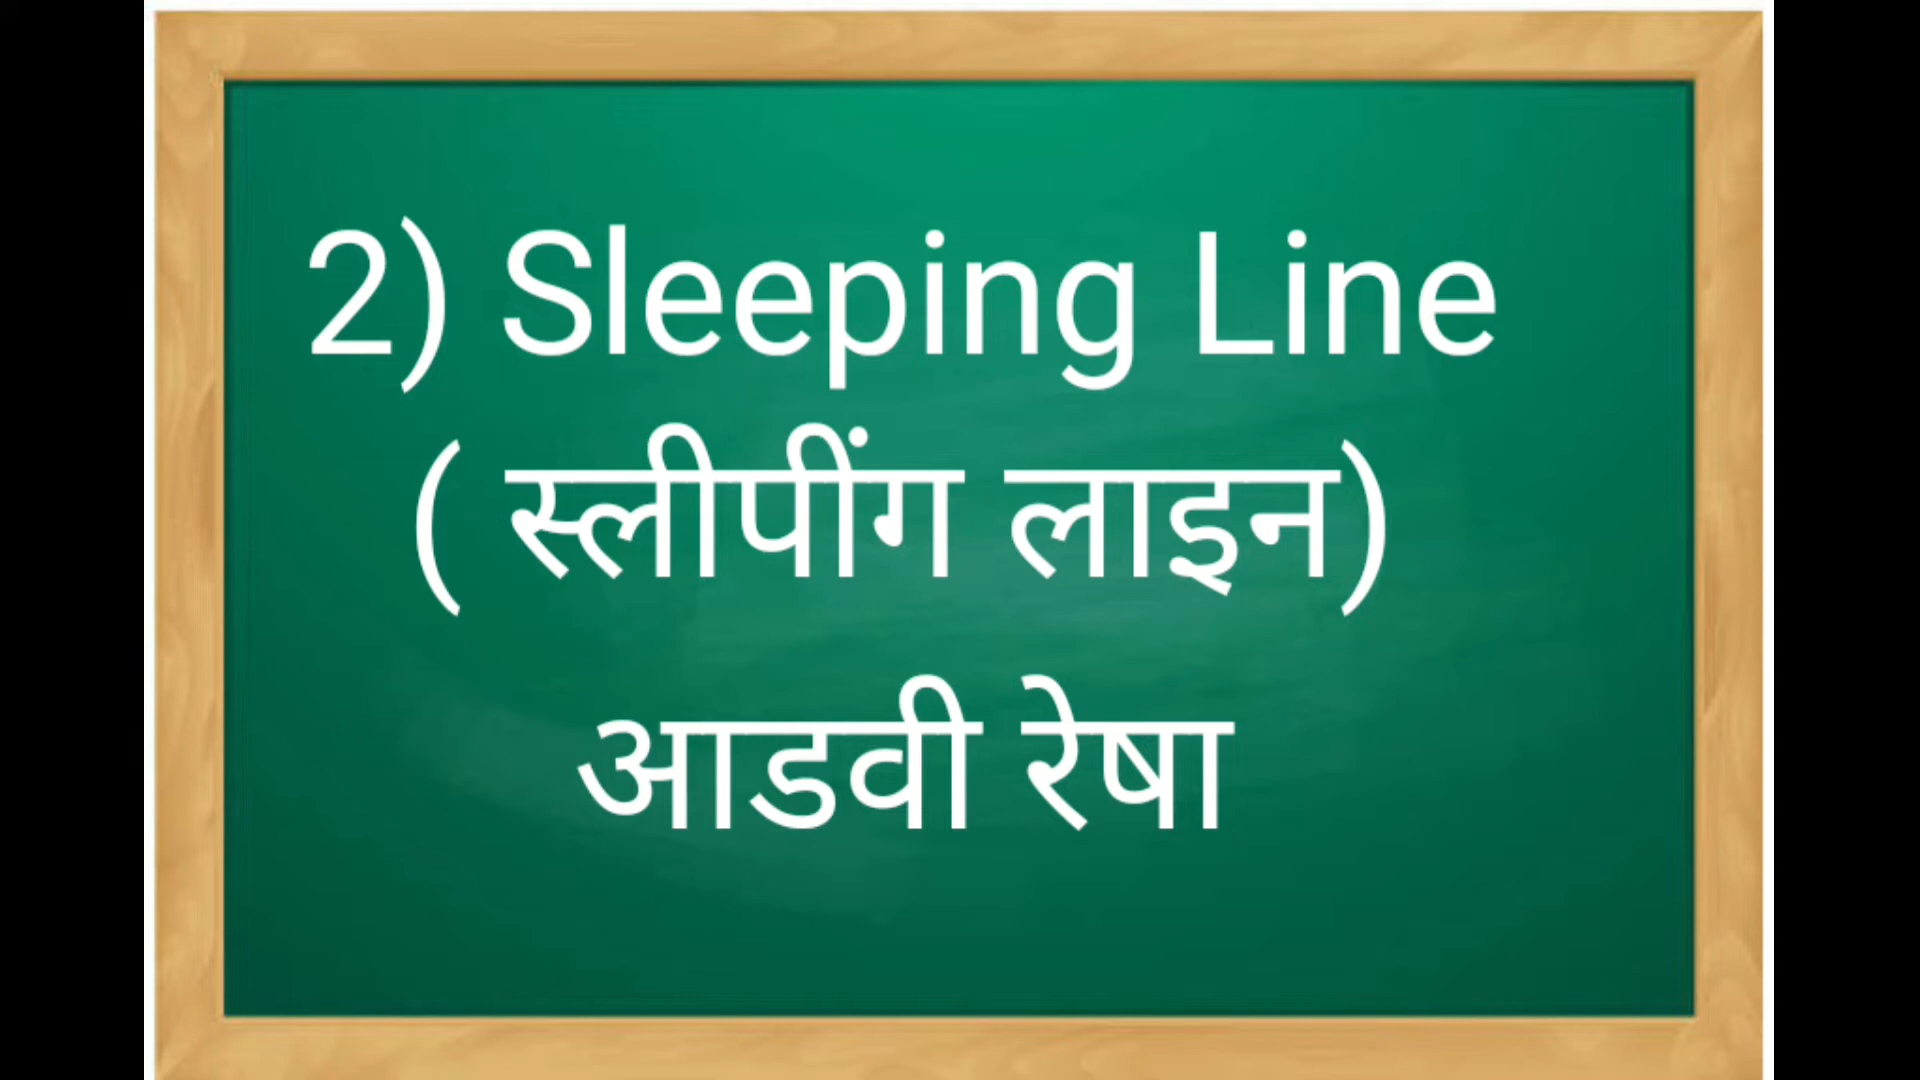 2) Sleeping Line
( स्लीपींग लाइन)
आडवी रेषा